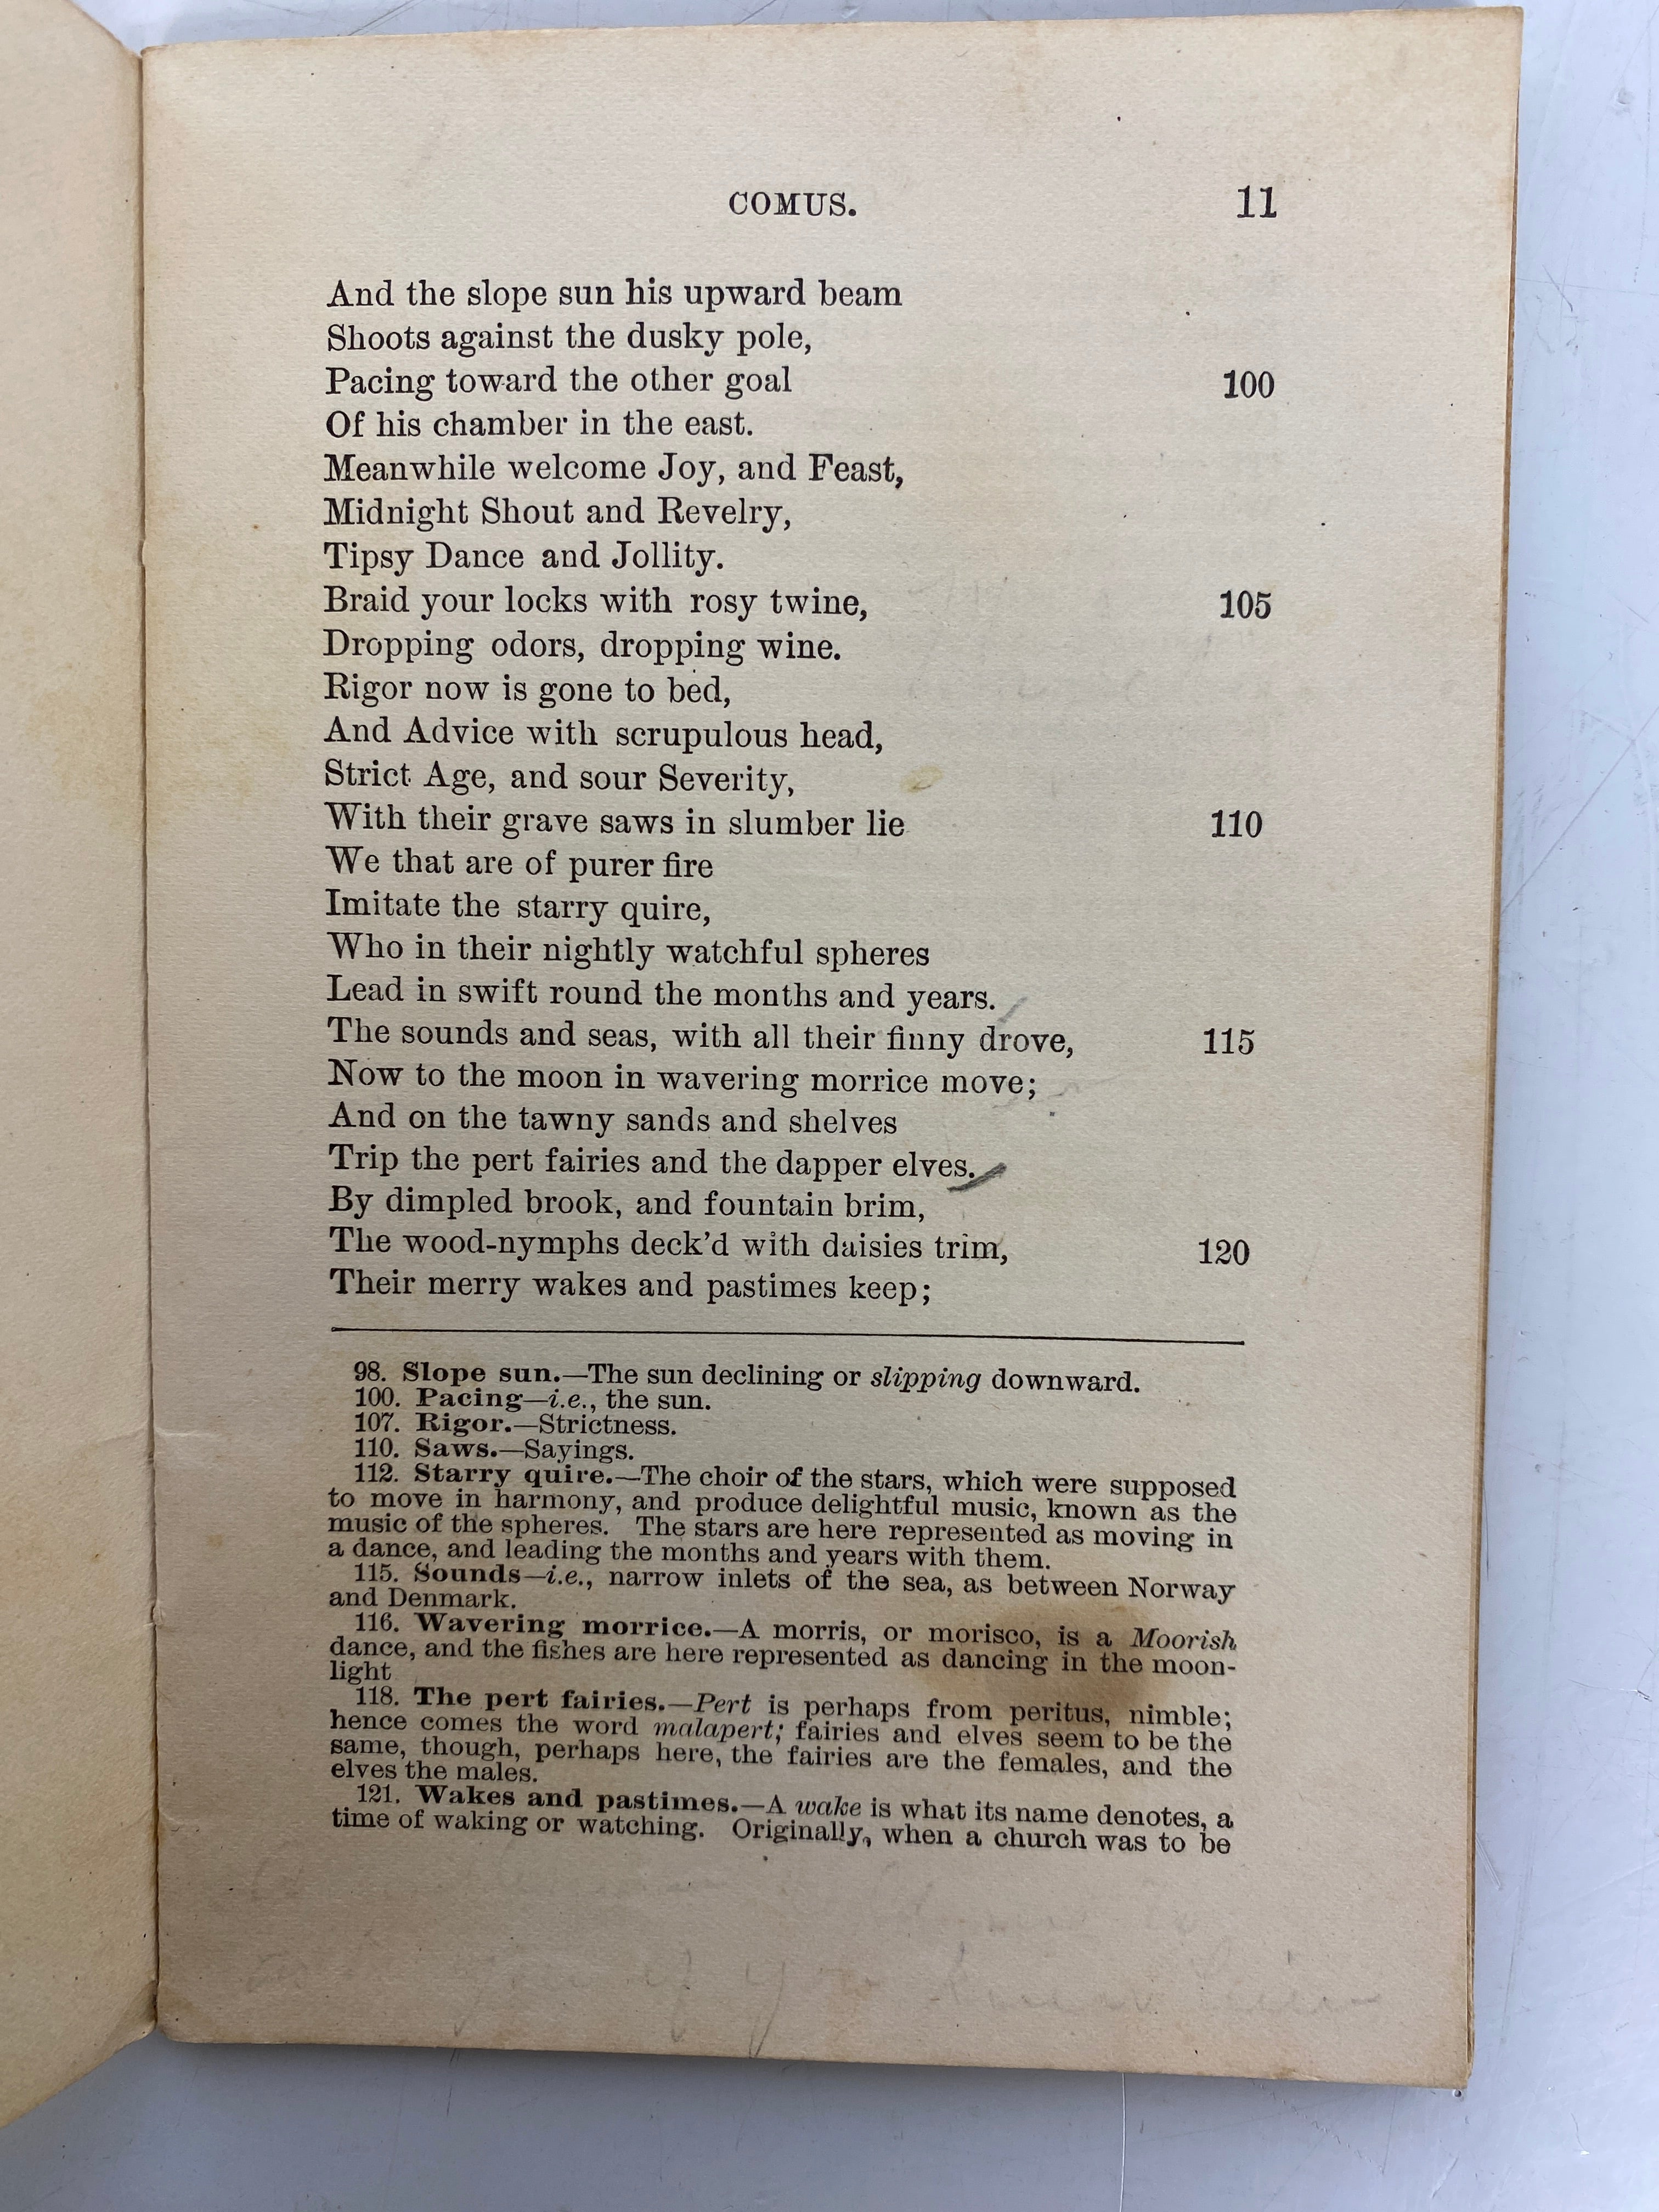 COMUS. 11
And the slope sun his upward beam
Shoots against the dusky pole,
Pacing toward the other goal 100
Of his chamber in the east.
Meanwhile welcome Joy, and Feast,
Midnight Shout and Revelry,
Tipsy Dance and Jollity.
Braid your locks with rosy twine, 105
Dropping odors, dropping wine.
Rigor now is gone to bed,
And Advice with scrupulous head,
Strict Age, and sour Severity,
With their grave saws in slumber lie 110
We that are of purer fire
Imitate the starry quire,
Who in their nightly watchful spheres
Lead in swift round the months and years.
The sounds and seas, with all their finny drove, 115
Now to the moon in wavering morrice move;
And on the tawny sands and shelves
Trip the pert fairies and the dapper elves.
By dimpled brook, and fountain brim,
The wood-nymphs deck'd with daisies trim, 120
Their merry wakes and pastimes keep;
98. Slope sun.—The sun declining or slipping downward.
100. Pacing—i.e., the sun.
107. Rigor.—Strictness.
110. Saws.—Sayings.
112. Starry quire.—The choir of the stars, which were supposed
to move in harmony, and produce delightful music, known as the
music of the spheres. The stars are here represented as moving in
a dance, and leading the months and years with them.
115. Sounds—i.e., narrow inlets of the sea, as between Norway
and Denmark.
116. Wavering morrice.—A morris, or morisco, is a Moorish
dance, and the fishes are here represented as dancing in the moon-
light
118. The pert fairies.—Pert is perhaps from peritus, nimble;
hence comes the word malapert; fairies and elves seem to be the
same, though, perhaps here, the fairies are the females, and the
elves the males.
121. Wakes and pastimes.—A wake is what its name denotes, a
time of waking or watching. Originally, when a church was to be